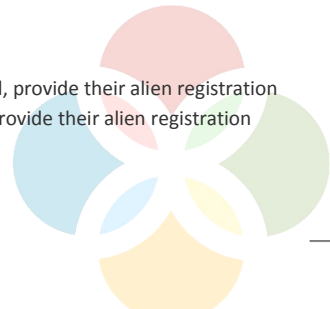 , provide their alien registration
rovide their alien registration